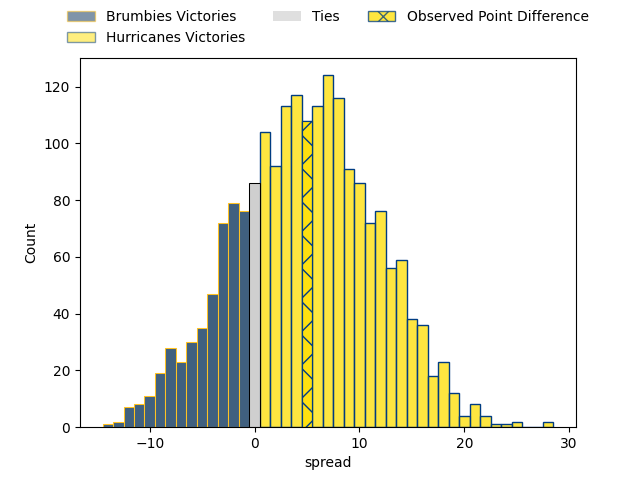 Brumbies Victories
Hurricanes Victories
Ties
Observed Point Difference
120
100
80
60
40
20
0
Count
−10
0
10
20
30
spread